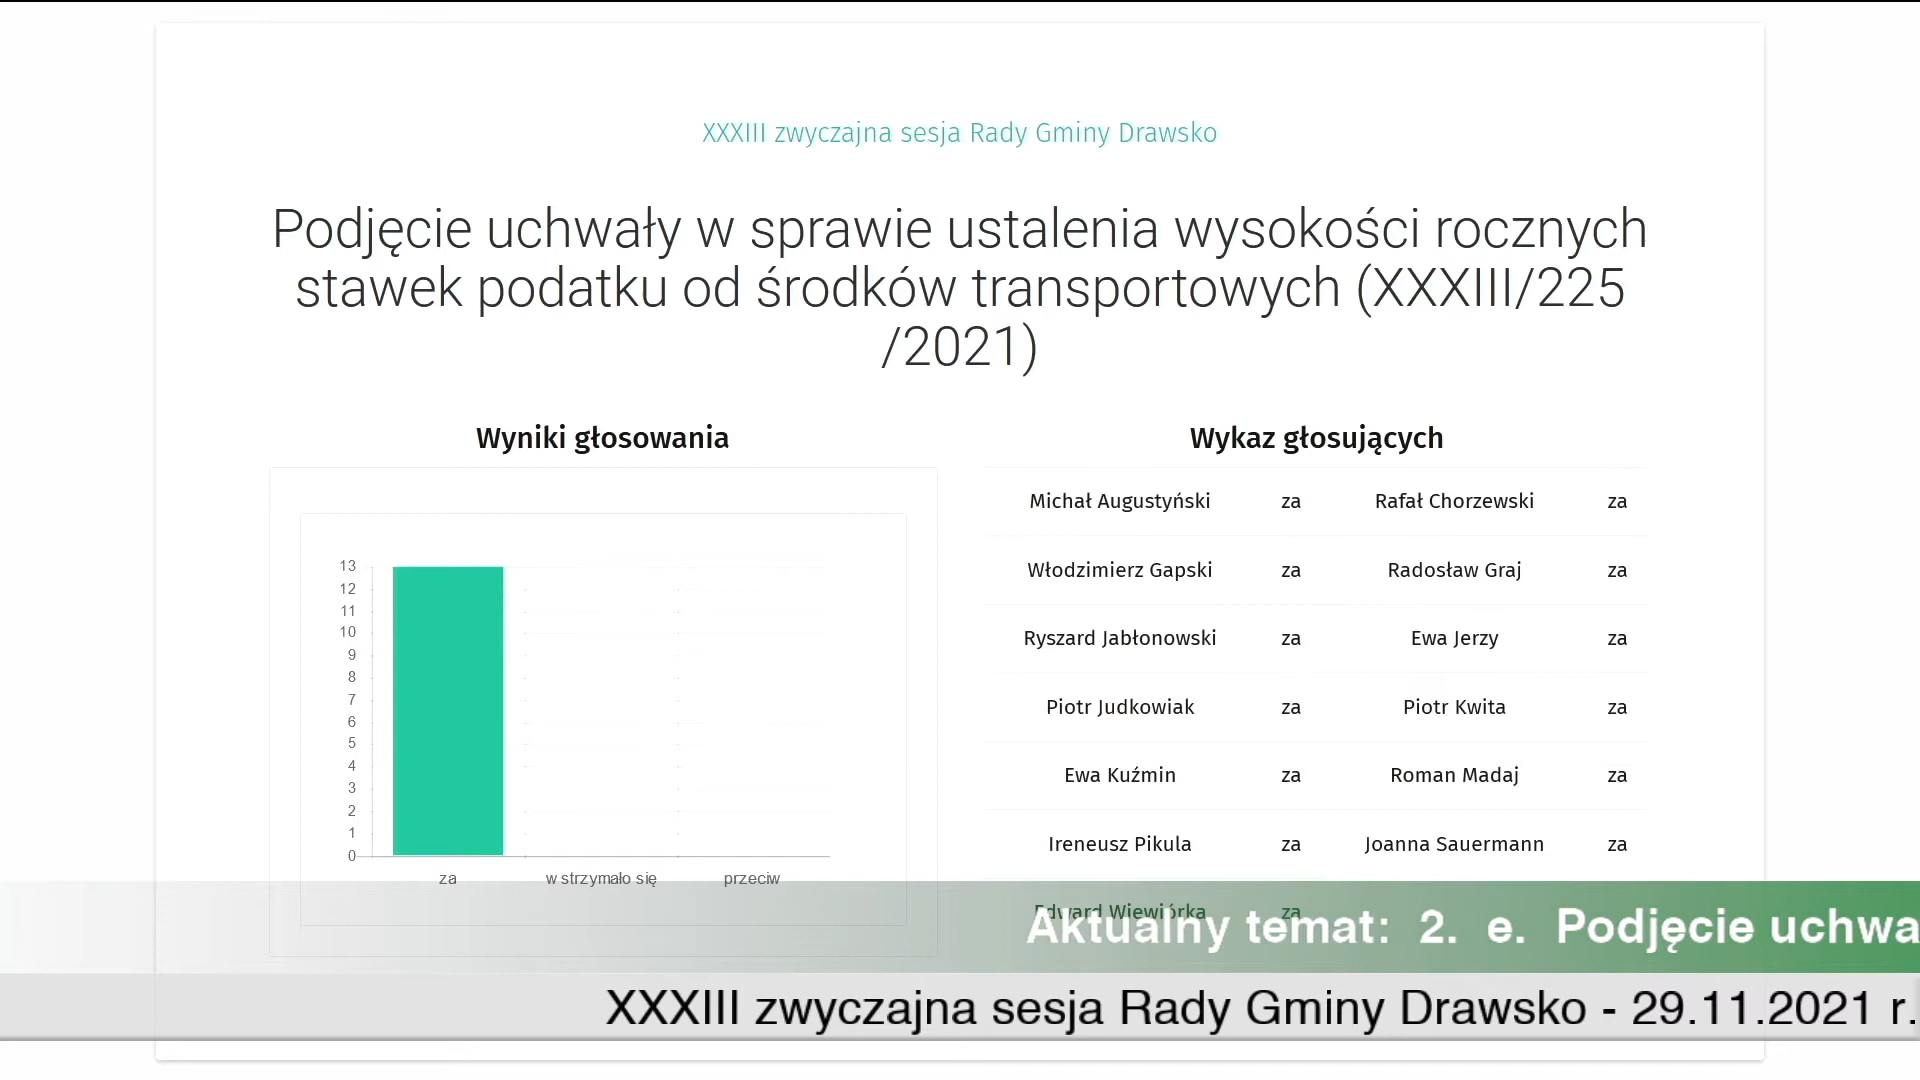 XXXIII zwyczajna sesja Rady Gminy Drawsko
Podjęcie uchwały w sprawie ustalenia wysokości rocznych
stawek podatku od środków transportowych (XXXIII/225
/2021)
Wyniki głosowania
13
12
11
10
9
8
7
6
5
4
3
2
1
0
za w strzymało się przeciw
Wykaz głosujących
Michał Augustyński za Rafał Chorzewski za
Włodzimierz Gapski za Radosław Graj za
Ryszard Jabłonowski za Ewa Jerzy za
Piotr Judkowiak za Piotr Kwita za
Ewa Kuźmin za Roman Madaj za
Ireneusz Pikula za Joanna Sauermann za
Edward Wiewiórka za
Aktualny temat: 2. e. Podjęcie uchwa
XXXIII zwyczajna sesja Rady Gminy Drawsko - 29.11.2021 r.